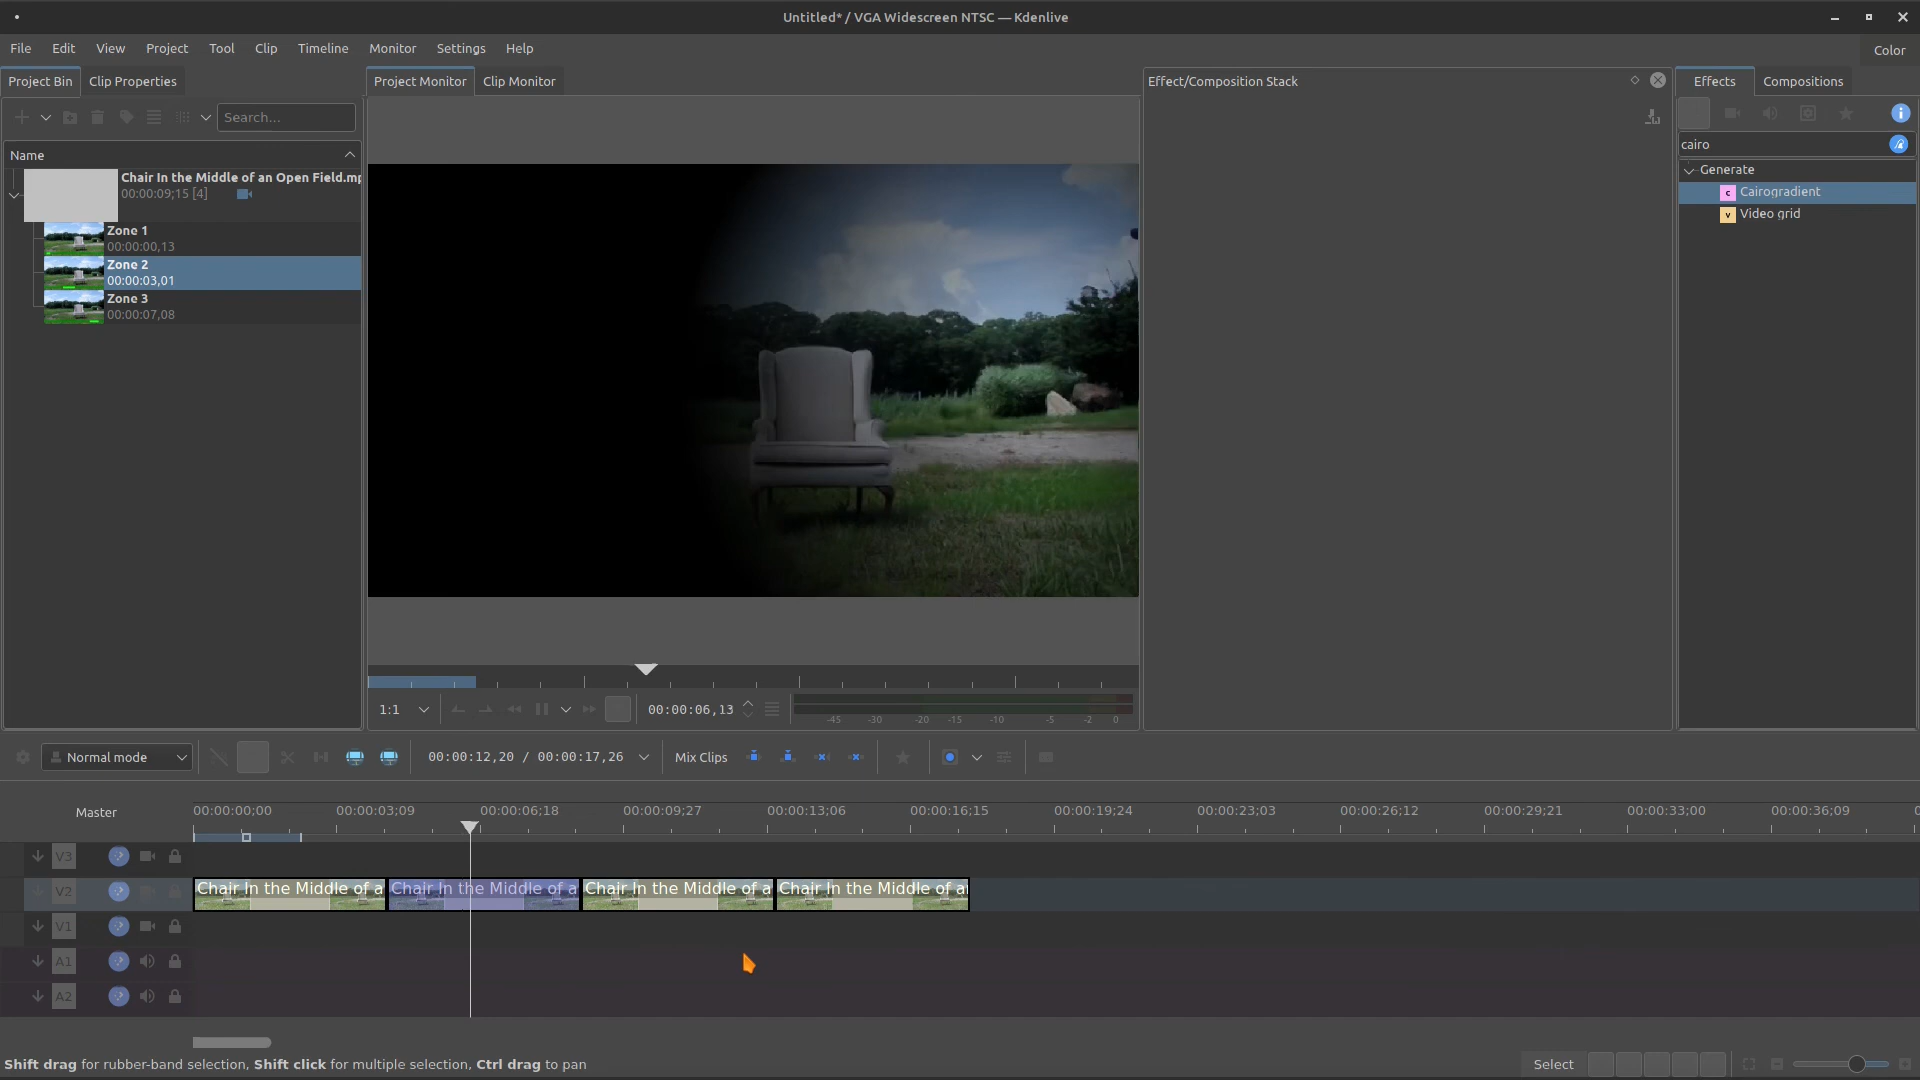 Untitled* / VGA Widescreen NTSC — Kdenlive
File Edit View Project Tool Clip Timeline Monitor Settings Help
Color
Project Bin Clip Properties
Project Monitor Clip Monitor
Effect/Composition Stack
Effects Compositions
Search...
cairo
Name
Generate
Chair In the Middle of an Open Field.mp
00:00:09;15 [4]
c Cairogradient
v Video grid
Zone 1
00:00:00,13
Zone 2
00:00:03,01
Zone 3
00:00:07,08
1:1
00:00:06,13
-45 -30 -20 -15 -10 -5 -2 0
Normal mode
00:00:12,20 / 00:00:17,26
Mix Clips
Master
00:00:00;00 00:00:03;09 00:00:06;18 00:00:09;27 00:00:13;06 00:00:16;15 00:00:19;24 00:00:23;03 00:00:26;12 00:00:29;21 00:00:33;00 00:00:36;09 0
V3
V2 Chair In the Middle of a Chair In the Middle of a Chair In the Middle of a Chair In the Middle of a
V1
A1
A2
Shift drag for rubber-band selection, Shift click for multiple selection, Ctrl drag to pan
Select